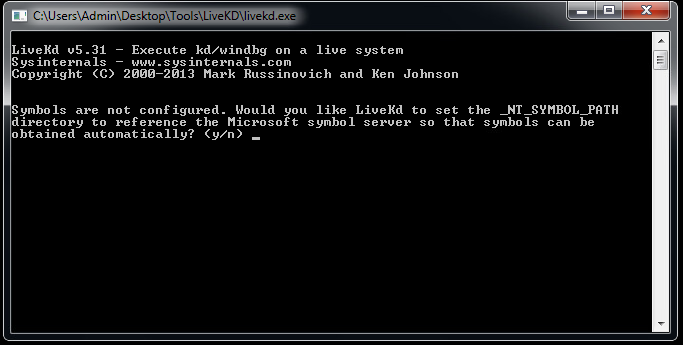 C:\Users\Admin\Desktop\Tools\LiveKD\livekd.exe
LiveKd v5.31 - Execute kd/windbg on a live system
Sysinternals - www.sysinternals.com
Copyright (C) 2000-2013 Mark Russinovich and Ken Johnson
Symbols are not configured. Would you like LiveKd to set the _NT_SYMBOL_PATH
directory to reference the Microsoft symbol server so that symbols can be
obtained automatically? (y/n) _